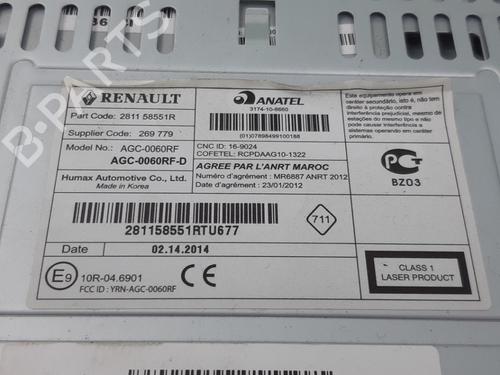 RENAULT
Part Code: 2811 58551R
Supplier Code: 269 779
Model No: AGC-0060RF
AGC-0060RF-D
Humax Automotive Co., Ltd.
Made in Korea
281158551RTU677
Date 02.14.2014
E9 10R-04.6901
FCC ID : YRN-AGC-0060RF
CE
ANATEL
3174-10-6660
(01)07898499100188
CNC ID: 16-9024
COFETEL: RCPDAAG10-1322
AGREE PAR L'ANRT MAROC
Numéro d'agrément: MR6887 ANRT 2012
Date d'agrément: 23/01/2012
711
Este equipamento opera em
caráter secundário, isto é, não tem
direito a proteção contra
interferência prejudicial, mesmo de
estações do mesmo tipo, e não
pode causar interferência a
sistemas operando em caráter
primário.
BZ03
CLASS 1
LASER PRODUCT
B-PARTS